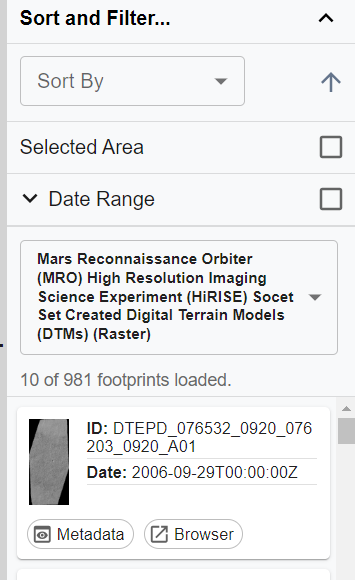 Sort and Filter...
Sort By
Selected Area
Date Range
Mars Reconnaissance Orbiter
(MRO) High Resolution Imaging
Science Experiment (HiRISE) Socet
Set Created Digital Terrain Models
(DTMs) (Raster)
10 of 981 footprints loaded.
ID: DTEPD_076532_0920_076
203_0920_A01
Date: 2006-09-29T00:00:00Z
Metadata Browser